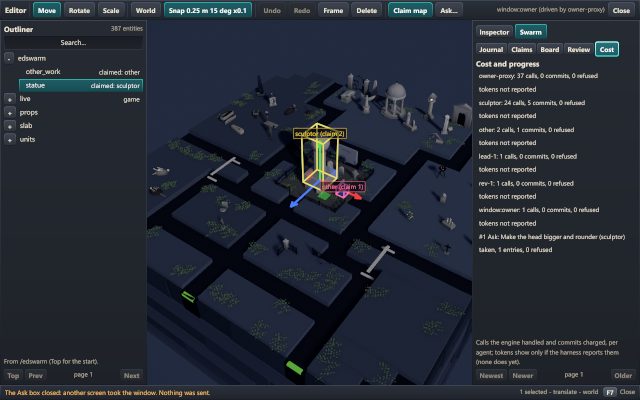 Editor Move Rotate Scale World Snap 0.25 m 15 deg x0.1 Undo Redo Frame Delete Claim map Ask... window:owner (driven by owner-proxy) Close
Outliner 387 entities
Search...
- edswarm
other_work claimed: other
statue claimed: sculptor
+ live game
+ props
+ slab
+ units
From /edswarm (Top for the start).
Top Prev page 1 Next
sculptor (claim 2)
other (claim 1)
Inspector Swarm
Journal Claims Board Review Cost
Cost and progress
owner-proxy: 37 calls, 0 commits, 0 refused
tokens not reported
sculptor: 24 calls, 5 commits, 0 refused
tokens not reported
other: 2 calls, 1 commits, 0 refused
tokens not reported
lead-1: 1 calls, 0 commits, 0 refused
tokens not reported
rev-1: 1 calls, 0 commits, 0 refused
tokens not reported
window:owner: 1 calls, 0 commits, 0 refused
tokens not reported
#1 Ask: Make the head bigger and rounder (sculptor)
taken, 1 entries, 0 refused
Calls the engine handled and commits charged, per
agent; tokens show only if the harness reports them
(none does yet).
Newest Newer page 1 Older
The Ask box closed: another screen took the window. Nothing was sent.
1 selected - translate - world F7 Close